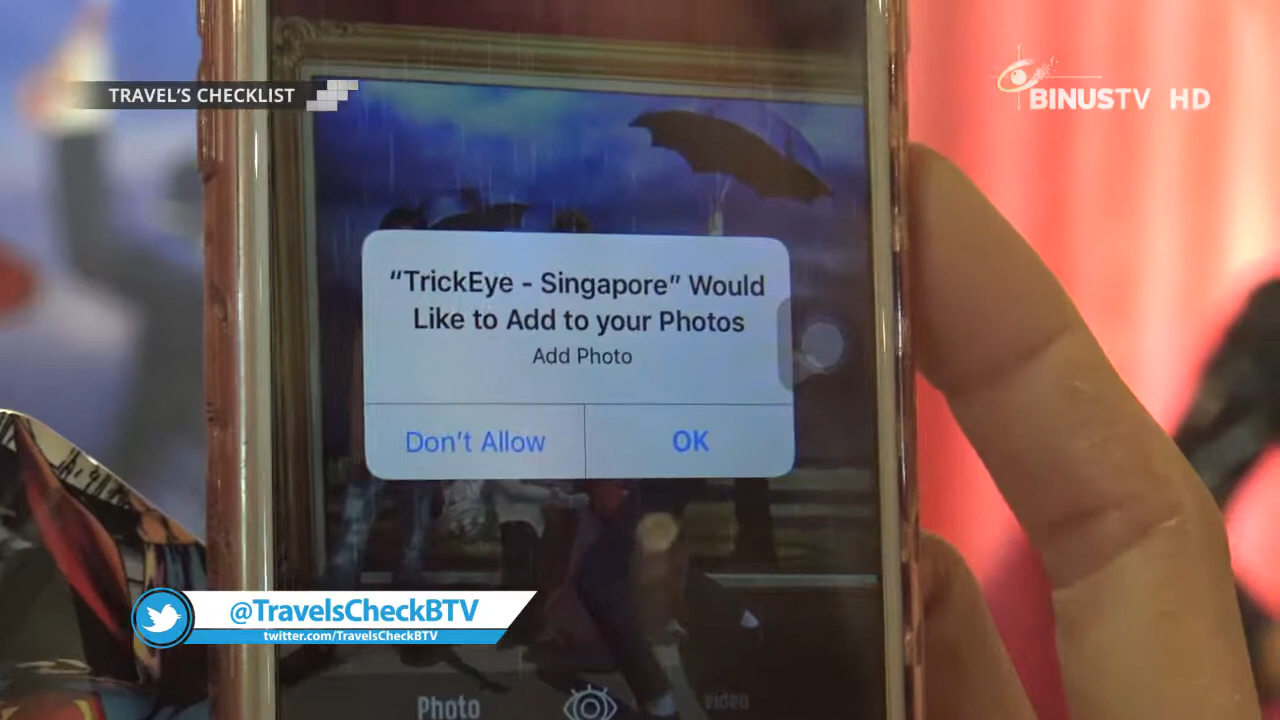 TRAVEL'S CHECKLIST
BINUSTV HD
“TrickEye - Singapore” Would
Like to Add to your Photos
Add Photo
Don’t Allow
OK
@TravelsCheckBTV
twitter.com/TravelsCheckBTV
Photo
video